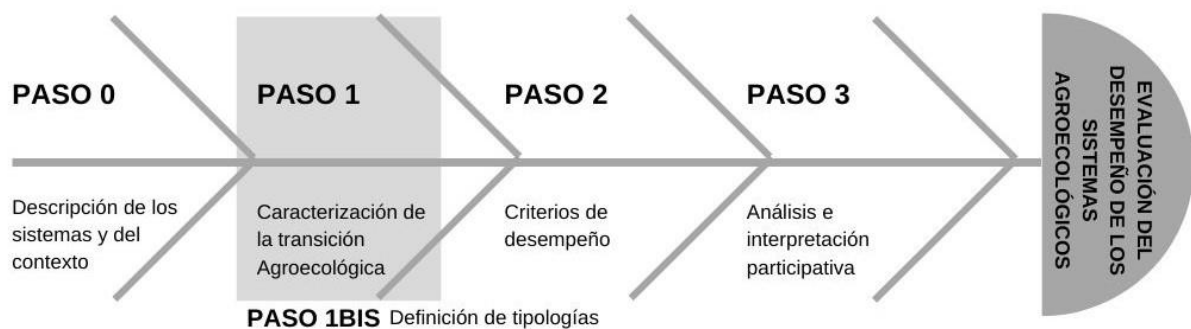 PASO 0
Descripción de los
sistemas y del
contexto
PASO 1
Caracterización de
la transición
Agroecológica
PASO 1BIS Definición de tipologías
PASO 2
Criterios de
desempeño
PASO 3
Análisis e
interpretación
participativa
EVALUACIÓN DEL
DESEMPEÑO DE LOS
SISTEMAS
AGROECOLÓGICOS